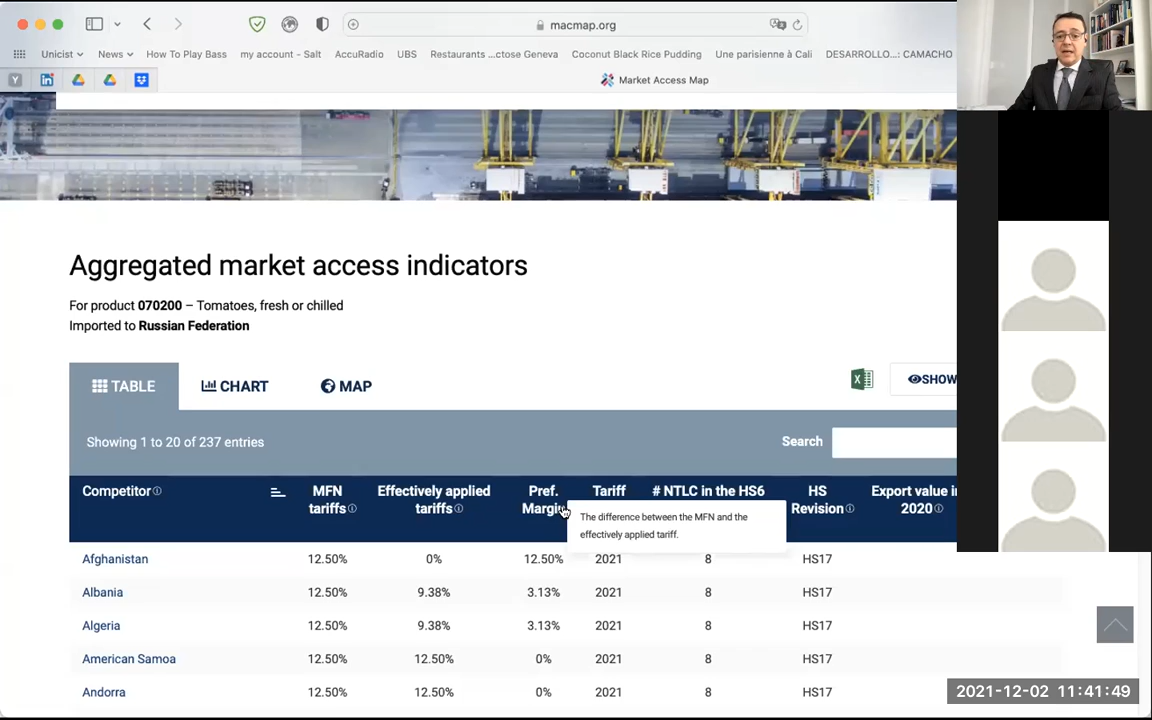 macmap.org
Unicist
News
How To Play Bass
my account - Salt
AccuRadio
UBS
Restaurants ...ctose Geneva
Coconut Black Rice Pudding
Une parisienne à Cali
DESARROLLO...: CAMACHO
Y
in
Market Access Map
Aggregated market access indicators
For product 070200 – Tomatoes, fresh or chilled
Imported to Russian Federation
TABLE
CHART
MAP
SHOW
Showing 1 to 20 of 237 entries
Search
Competitor
MFN tariffs
Effectively applied tariffs
Pref.
Tariff
# NTLC in the HS6
HS Revision
Export value
2020
The difference between the MFN and the
effectively applied tariff.
Afghanistan 12.50% 0% 12.50% 2021 8 HS17
Albania 12.50% 9.38% 3.13% 2021 8 HS17
Algeria 12.50% 9.38% 3.13% 2021 8 HS17
American Samoa 12.50% 12.50% 0% 2021 8 HS17
Andorra 12.50% 12.50% 0% 2021 8 HS17
2021-12-02 11:41:49